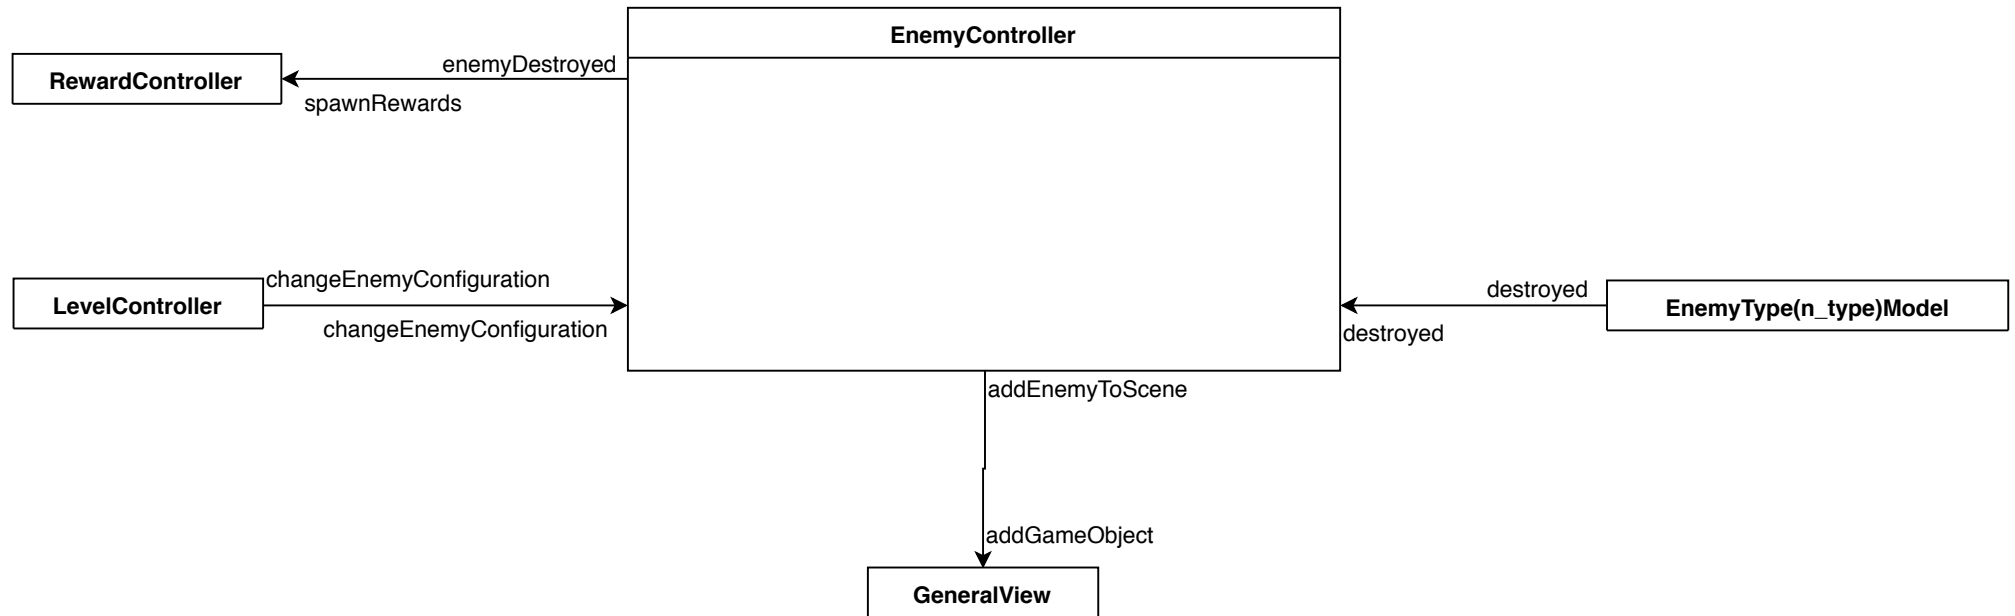 EnemyController
enemyDestroyed
RewardController
spawnRewards
changeEnemyConfiguration
LevelController
changeEnemyConfiguration
destroyed
EnemyType(n_type)Model
destroyed
addEnemyToScene
addGameObject
GeneralView